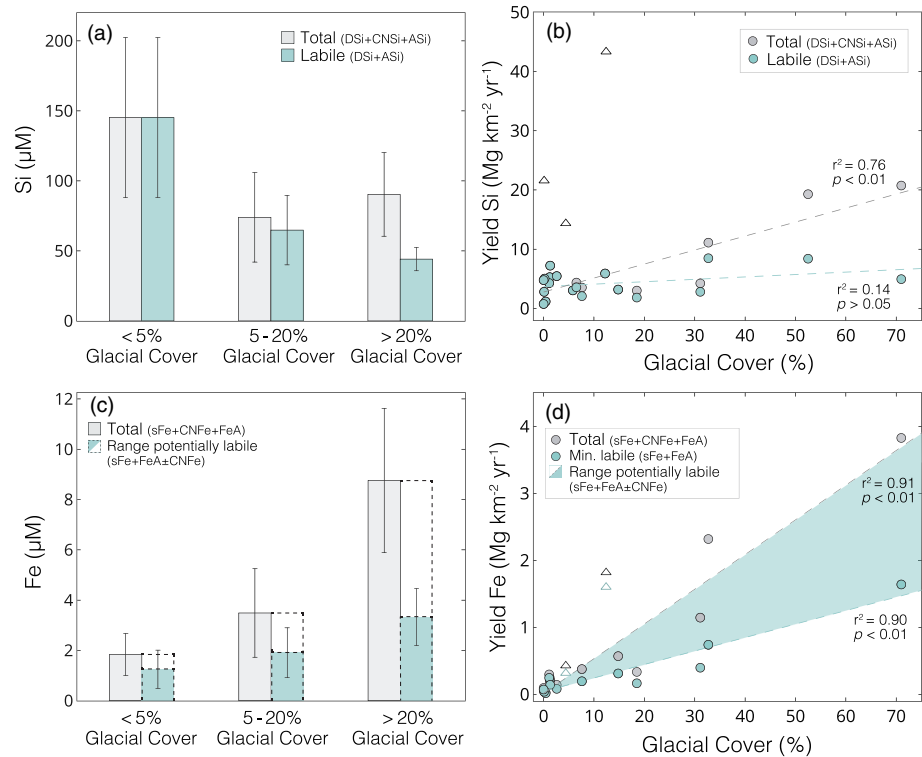 (a)
Total (DSi+CNSi+ASi)
Labile (DSi+ASi)
Si (µM)
200
150
100
50
0
<5%
Glacial Cover
5-20%
Glacial Cover
>20%
Glacial Cover
(b)
Total (DSi+CNSi+ASi)
Labile (DSi+ASi)
Yield Si (Mg km⁻² yr⁻¹)
50
40
30
20
10
0
r² = 0.76
p < 0.01
r² = 0.14
p > 0.05
0 10 20 30 40 50 60 70
Glacial Cover (%)
(c)
Total (sFe+CNFe+FeA)
Range potentially labile
(sFe+FeA±CNFe)
Fe (µM)
12
10
8
6
4
2
0
<5%
Glacial Cover
5-20%
Glacial Cover
>20%
Glacial Cover
(d)
Total (sFe+CNFe+FeA)
Min. labile (sFe+FeA)
Range potentially labile
(sFe+FeA±CNFe)
Yield Fe (Mg km⁻² yr⁻¹)
4
3
2
1
0
r² = 0.91
p < 0.01
r² = 0.90
p < 0.01
0 10 20 30 40 50 60 70
Glacial Cover (%)